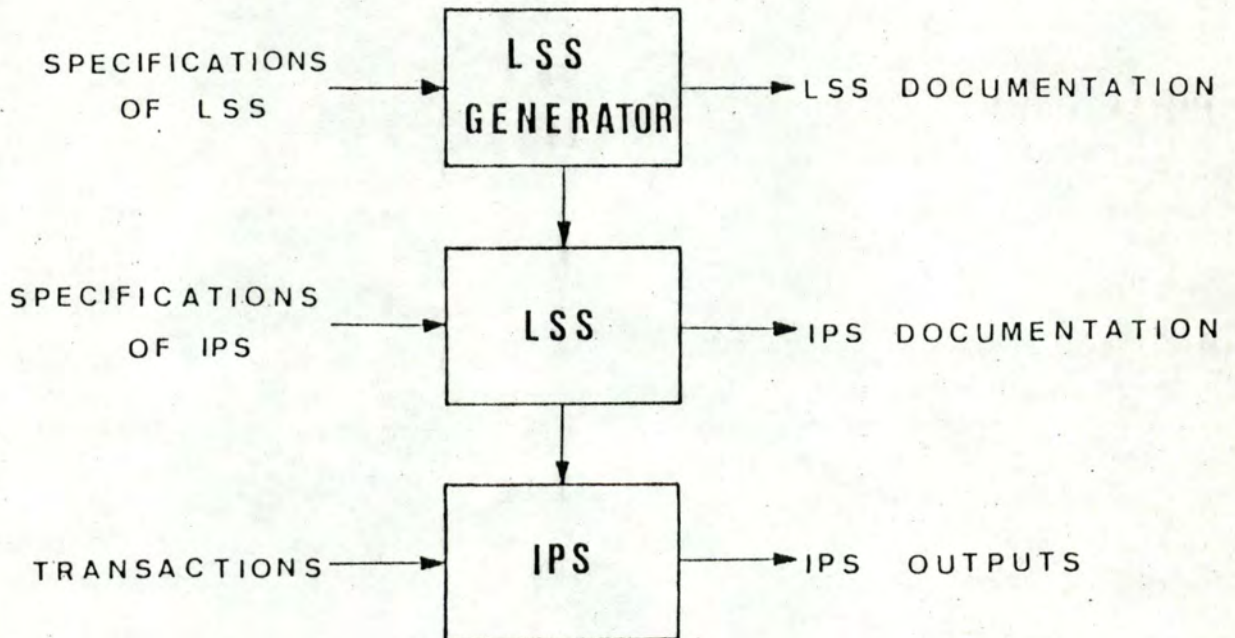 SPECIFICATIONS
OF LSS
LSS
GENERATOR
LSS DOCUMENTATION
SPECIFICATIONS
OF IPS
LSS
IPS DOCUMENTATION
TRANSACTIONS
IPS
IPS OUTPUTS